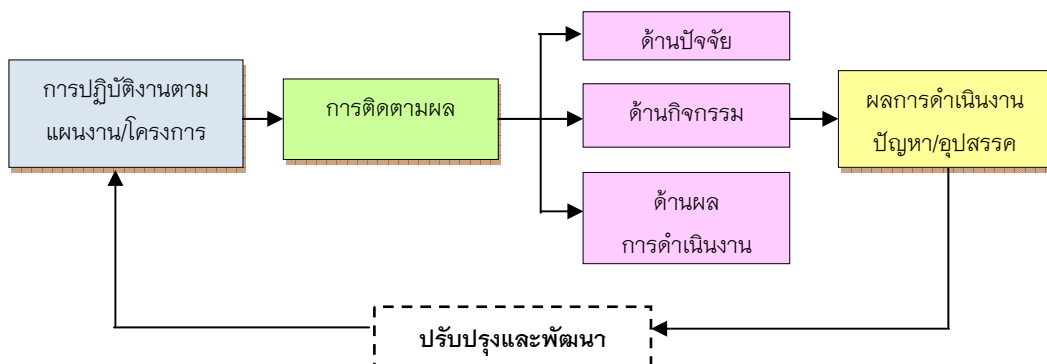 การปฏิบัติงานตาม
แผนงาน/โครงการ
การติดตามผล
ด้านปัจจัย
ด้านกิจกรรม
ด้านผล
การดำเนินงาน
ผลการดำเนินงาน
ปัญหา/อุปสรรค
ปรับปรุงและพัฒนา